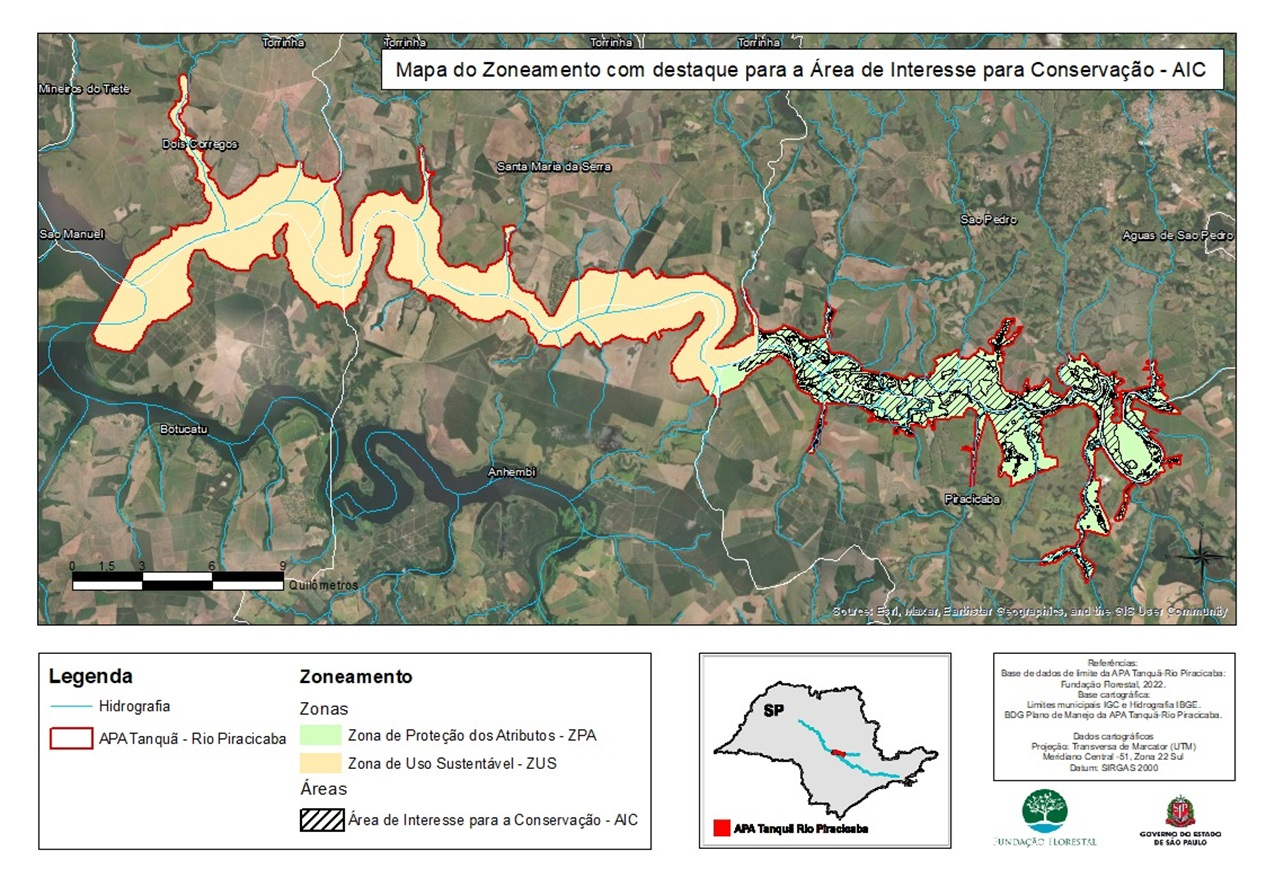 Torrinha
Torrinha
Torrinha
Torrinha
Mapa do Zoneamento com destaque para a Área de Interesse para Conservação - AIC
Mineiros do Tiete
Dois Corregos
Santa Maria da Serra
Sao Pedro
Sao Manuel
Aguas de Sao Pedro
Botucatu
Anhembi
Piracicaba
0 1,5 3 6 9
Quilômetros
Source: Esri, Maxar, Earthstar Geographics, and the GIS User Community
Legenda
Hidrografia
APA Tanquã - Rio Piracicaba
Zoneamento
Zonas
Zona de Proteção dos Atributos - ZPA
Zona de Uso Sustentável - ZUS
Áreas
Área de Interesse para a Conservação - AIC
SP
APA Tanquã Rio Piracicaba
Referências:
Base de dados de limite da APA Tanquã-Rio Piracicaba:
Fundação Florestal, 2022.
Base cartográfica:
Limites municipais IGC e Hidrografia IBGE.
BDG Plano de Manejo da APA Tanquã-Rio Piracicaba.
Dados cartográficos
Projeção: Transversa de Marcator (UTM)
Meridiano Central -51, Zona 22 Sul
Datum: SIRGAS 2000
FUNDAÇÃO FLORESTAL
GOVERNO DO ESTADO
DE SÃO PAULO